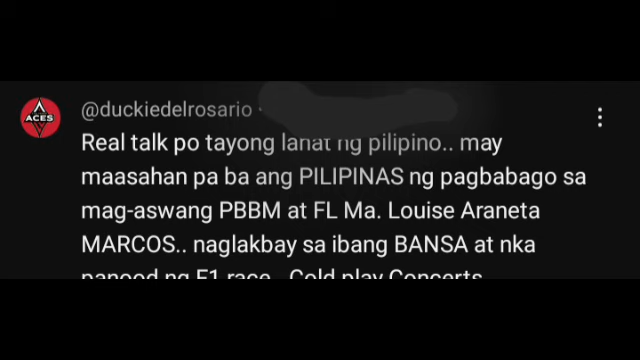 ACES
@duckiedelrosario
Real talk po tayong lahat ng pilipino.. may
maasahan pa ba ang PILIPINAS ng pagbabago sa
mag-aswang PBBM at FL Ma. Louise Araneta
MARCOS.. naglakbay sa ibang BANSA at nka
panood ng F1 race.. Cold play Concerts